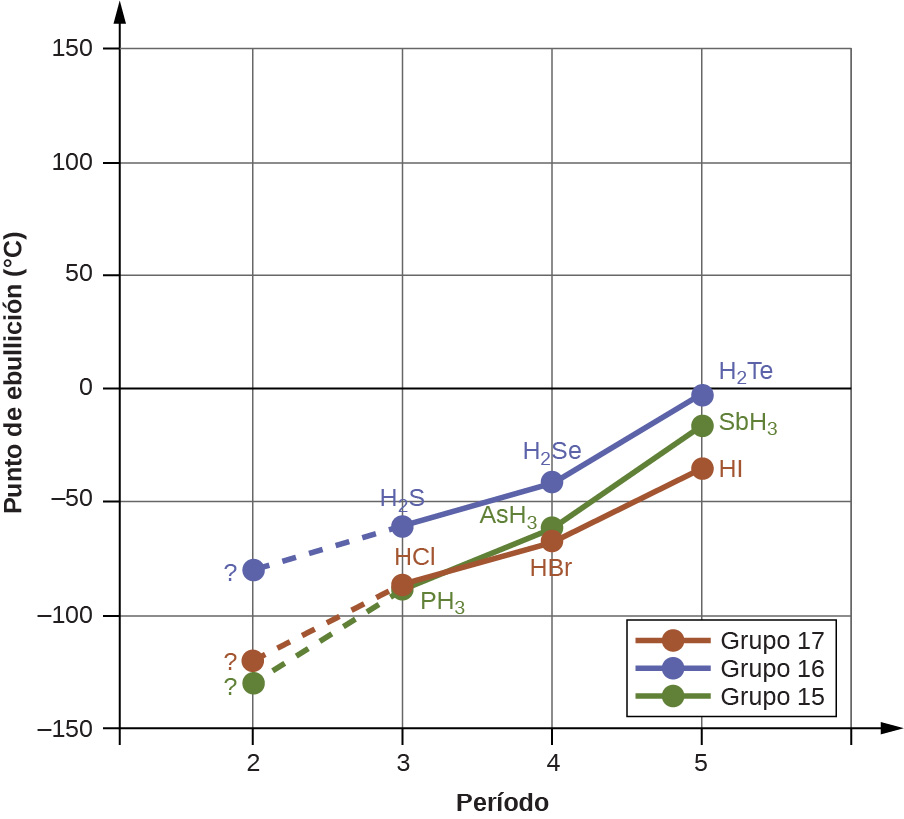 150
100
50
0
–50
–100
–150
Punto de ebullición (°C)
H₂Te
SbH₃
HI
H₂Se
H₂S
AsH₃
HCl
HBr
PH₃
?
?
?
Grupo 17
Grupo 16
Grupo 15
2 3 4 5
Período